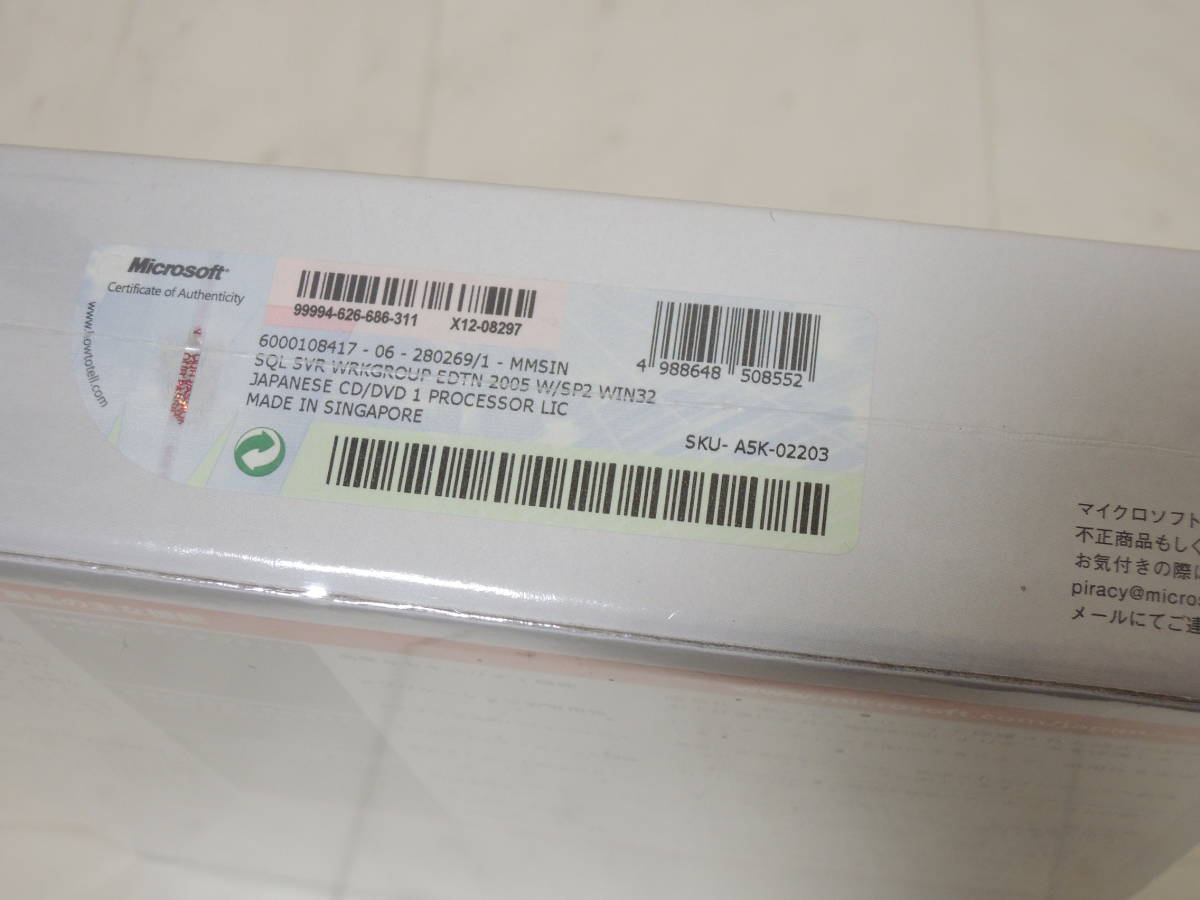 Microsoft
Certificate of Authenticity
www.howtotell.com
99994-626-686-311 X12-08297
6000108417 - 06 - 280269/1 - MMSIN
SQL SVR WRKGROUP EDTN 2005 W/SP2 WIN32
JAPANESE CD/DVD 1 PROCESSOR LIC
MADE IN SINGAPORE
4 988648 508552
SKU- A5K-02203
マイクロソフト
不正商品もしく
お気付きの際に
piracy@micros
メールにてご連